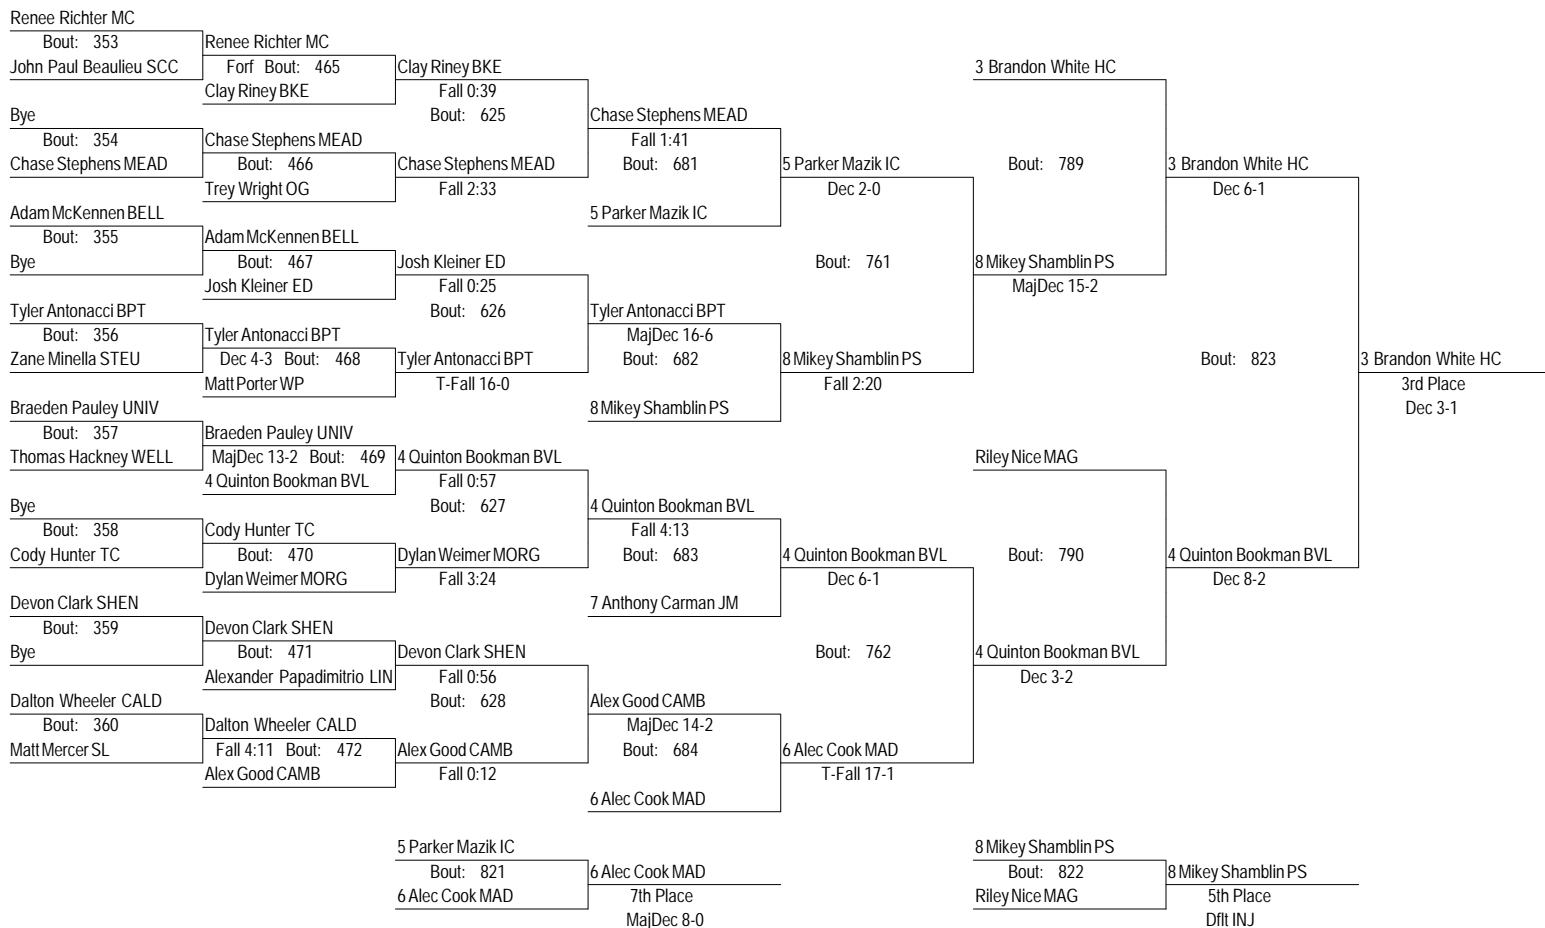 Renee Richter MC
Bout: 353
John Paul Beaulieu SCC
Bye
Bout: 354
Chase Stephens MEAD
Adam McKennen BELL
Bout: 355
Bye
Tyler Antonacci BPT
Bout: 356
Zane Minella STEU
Braeden Pauley UNIV
Bout: 357
Thomas Hackney WELL
Bye
Bout: 358
Cody Hunter TC
Devon Clark SHEN
Bout: 359
Bye
Dalton Wheeler CALD
Bout: 360
Matt Mercer SL
Renee Richter MC
Forf Bout: 465
Clay Riney BKE
Chase Stephens MEAD
Bout: 466
Trey Wright OG
Adam McKennen BELL
Bout: 467
Josh Kleiner ED
Tyler Antonacci BPT
Dec 4-3 Bout: 468
Matt Porter WP
Braeden Pauley UNIV
MajDec 13-2 Bout: 469
4 Quinton Bookman BVL
Cody Hunter TC
Bout: 470
Dylan Weimer MORG
Devon Clark SHEN
Bout: 471
Alexander Papadimitrio LIN
Dalton Wheeler CALD
Fall 4:11 Bout: 472
Alex Good CAMB
Clay Riney BKE
Fall 0:39
Bout: 625
Chase Stephens MEAD
Fall 2:33
Josh Kleiner ED
Fall 0:25
Bout: 626
Tyler Antonacci BPT
T-Fall 16-0
4 Quinton Bookman BVL
Fall 0:57
Bout: 627
Dylan Weimer MORG
Fall 3:24
Devon Clark SHEN
Fall 0:56
Bout: 628
Alex Good CAMB
Fall 0:12
Chase Stephens MEAD
Fall 1:41
Bout: 681
5 Parker Mazik IC
Tyler Antonacci BPT
MajDec 16-6
Bout: 682
8 Mikey Shamblin PS
4 Quinton Bookman BVL
Fall 4:13
Bout: 683
7 Anthony Carman JM
Alex Good CAMB
MajDec 14-2
Bout: 684
6 Alec Cook MAD
5 Parker Mazik IC
Dec 2-0
Bout: 761
8 Mikey Shamblin PS
Fall 2:20
4 Quinton Bookman BVL
Dec 6-1
Bout: 762
6 Alec Cook MAD
T-Fall 17-1
3 Brandon White HC
Bout: 789
8 Mikey Shamblin PS
MajDec 15-2
Riley Nice MAG
Bout: 790
4 Quinton Bookman BVL
Dec 3-2
3 Brandon White HC
Dec 6-1
Bout: 823
4 Quinton Bookman BVL
Dec 8-2
3 Brandon White HC
3rd Place
Dec 3-1
5 Parker Mazik IC
Bout: 821
6 Alec Cook MAD
6 Alec Cook MAD
7th Place
MajDec 8-0
8 Mikey Shamblin PS
Bout: 822
Riley Nice MAG
8 Mikey Shamblin PS
5th Place
Dflt INJ